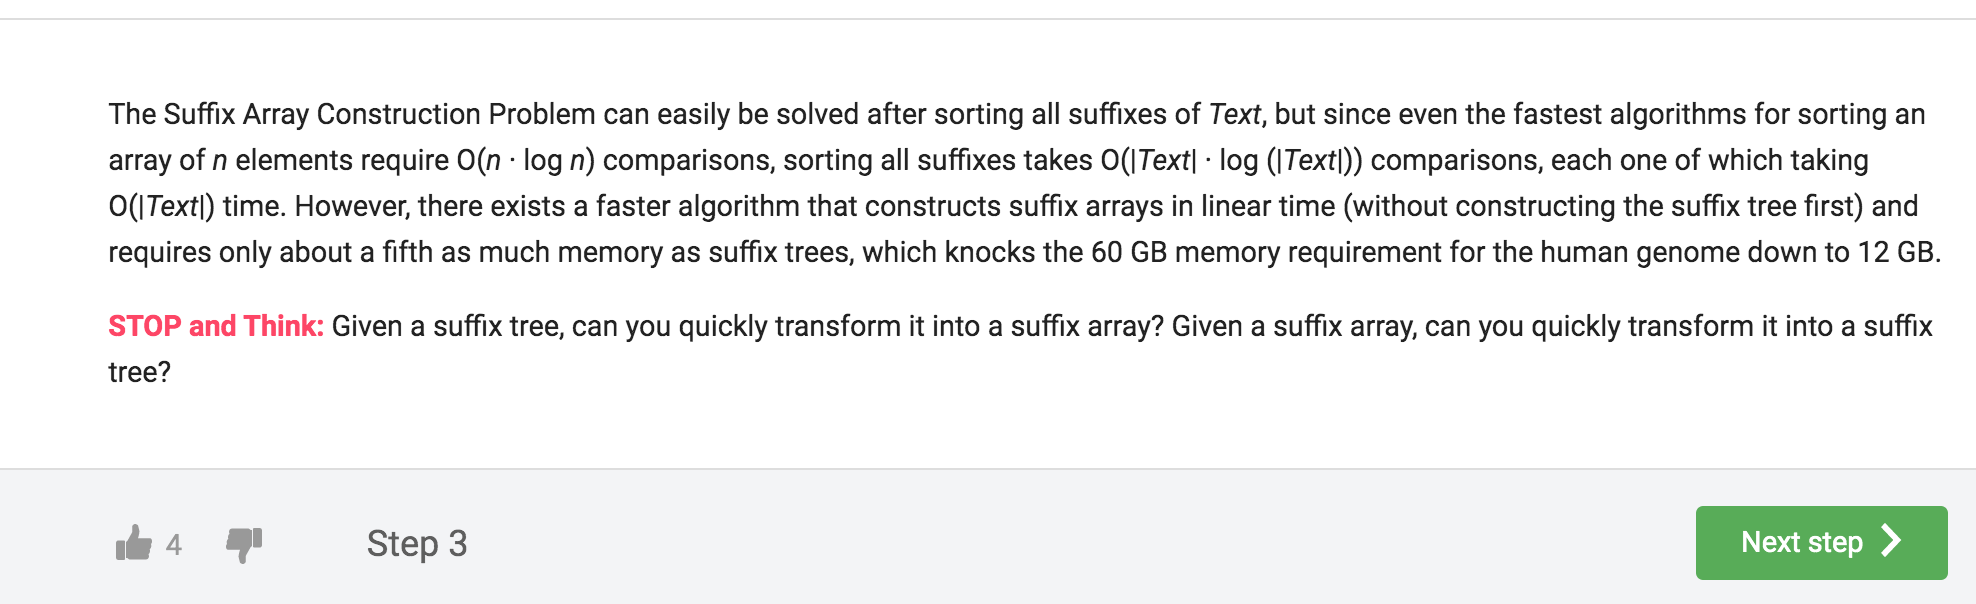 The Suffix Array Construction Problem can easily be solved after sorting all suffixes of Text, but since even the fastest algorithms for sorting an
array of n elements require O(n · log n) comparisons, sorting all suffixes takes O(|Text| · log (|Text|)) comparisons, each one of which taking
O(|Text|) time. However, there exists a faster algorithm that constructs suffix arrays in linear time (without constructing the suffix tree first) and
requires only about a fifth as much memory as suffix trees, which knocks the 60 GB memory requirement for the human genome down to 12 GB.
STOP and Think: Given a suffix tree, can you quickly transform it into a suffix array? Given a suffix array, can you quickly transform it into a suffix
tree?
4 Step 3 Next step